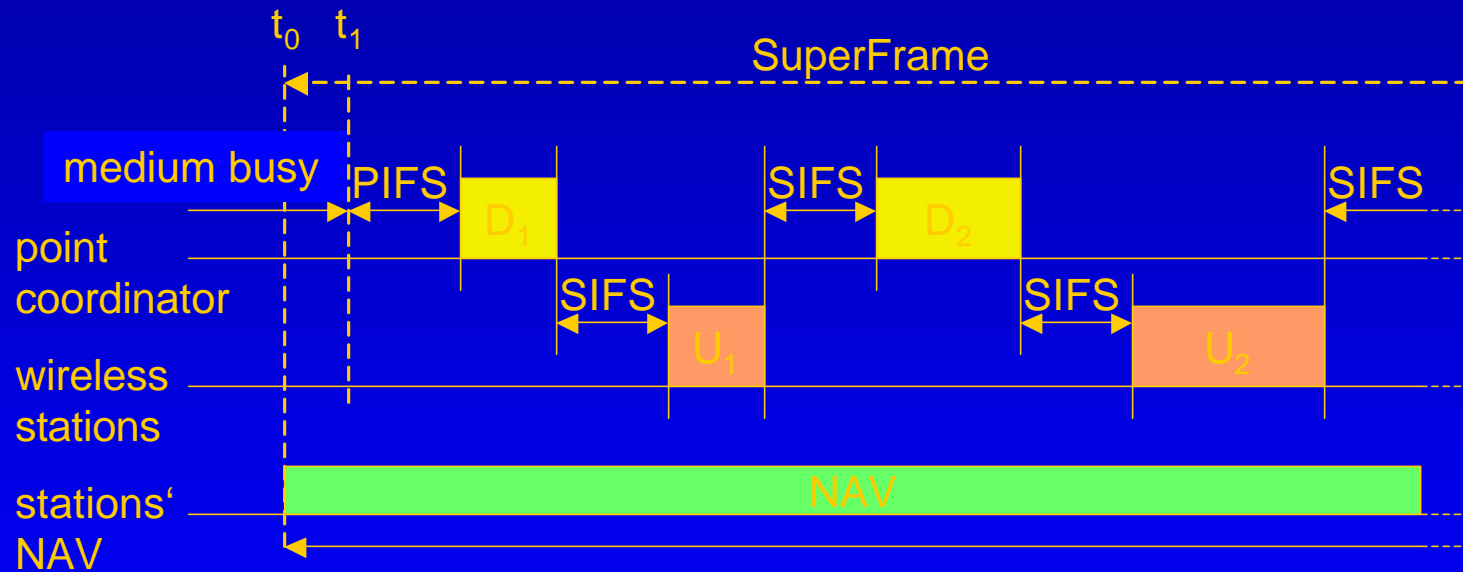 t₀ t₁
SuperFrame
medium busy
PIFS
SIFS
SIFS
D₁
D₂
point
coordinator
SIFS
SIFS
U₁
U₂
wireless
stations
stations‘
NAV
NAV